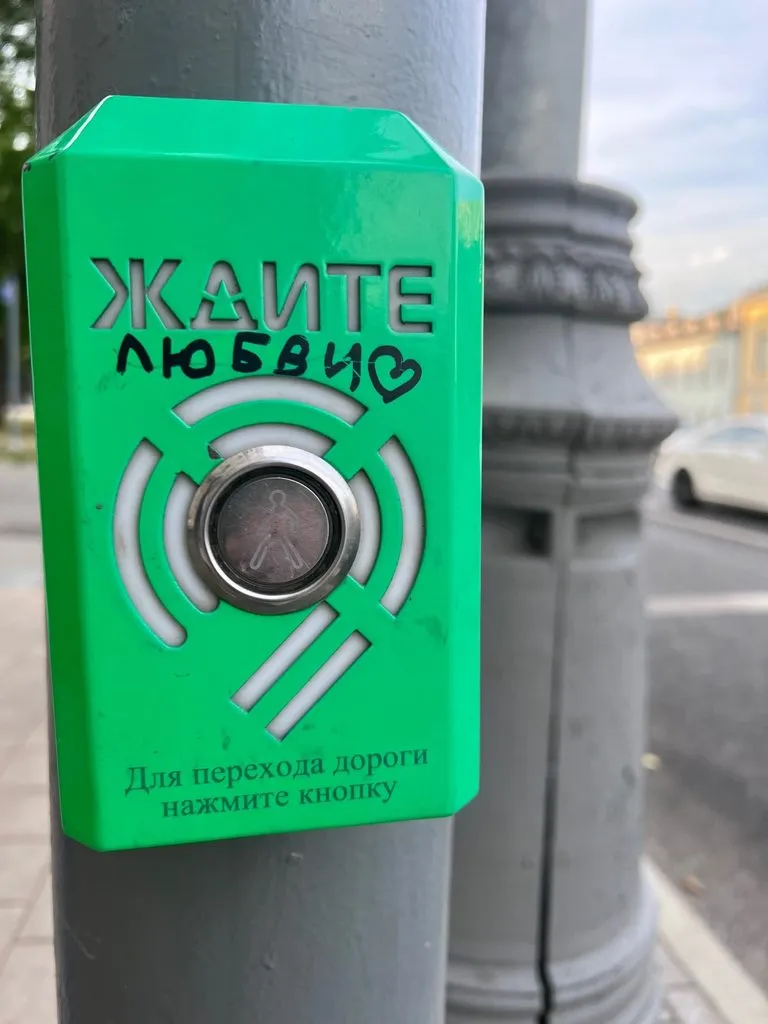 ЖДИТЕ
ЛЮБВИ♡
Для перехода дороги
нажмите кнопку